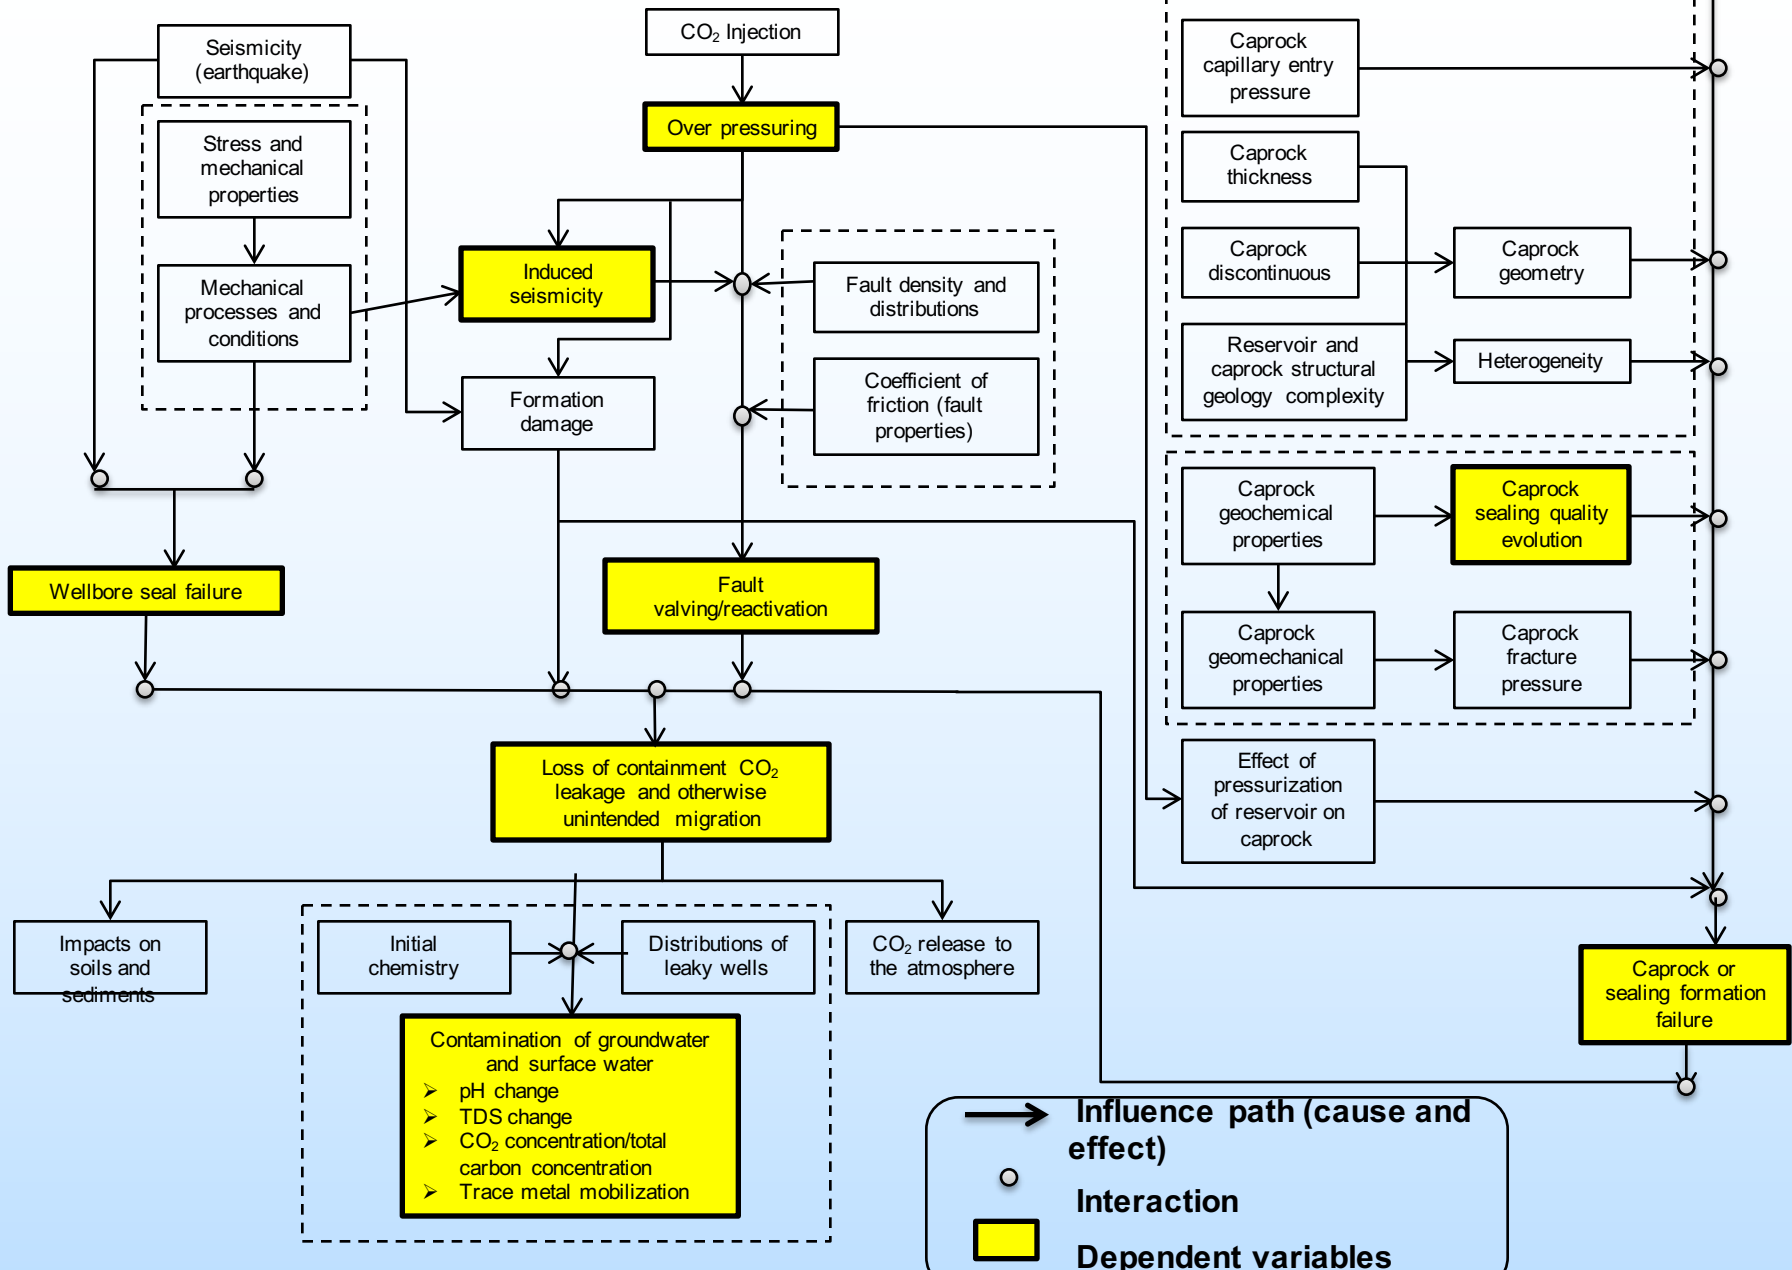 CO₂ Injection
Seismicity
(earthquake)
Over pressuring
Stress and
mechanical
properties
Mechanical
processes and
conditions
Induced
seismicity
Formation
damage
Fault density and
distributions
Coefficient of
friction (fault
properties)
Wellbore seal failure
Fault
valving/reactivation
Loss of containment CO₂
leakage and otherwise
unintended migration
Impacts on
soils and
sediments
Initial
chemistry
Distributions of
leaky wells
CO₂ release to
the atmosphere
Contamination of groundwater
and surface water
➢ pH change
➢ TDS change
➢ CO₂ concentration/total
carbon concentration
➢ Trace metal mobilization
Caprock
capillary entry
pressure
Caprock
thickness
Caprock
discontinuous
Caprock
geometry
Reservoir and
caprock structural
geology complexity
Heterogeneity
Caprock
geochemical
properties
Caprock
sealing quality
evolution
Caprock
geomechanical
properties
Caprock
fracture
pressure
Effect of
pressurization
of reservoir on
caprock
Caprock or
sealing formation
failure
Influence path (cause and
effect)
Interaction
Dependent variables